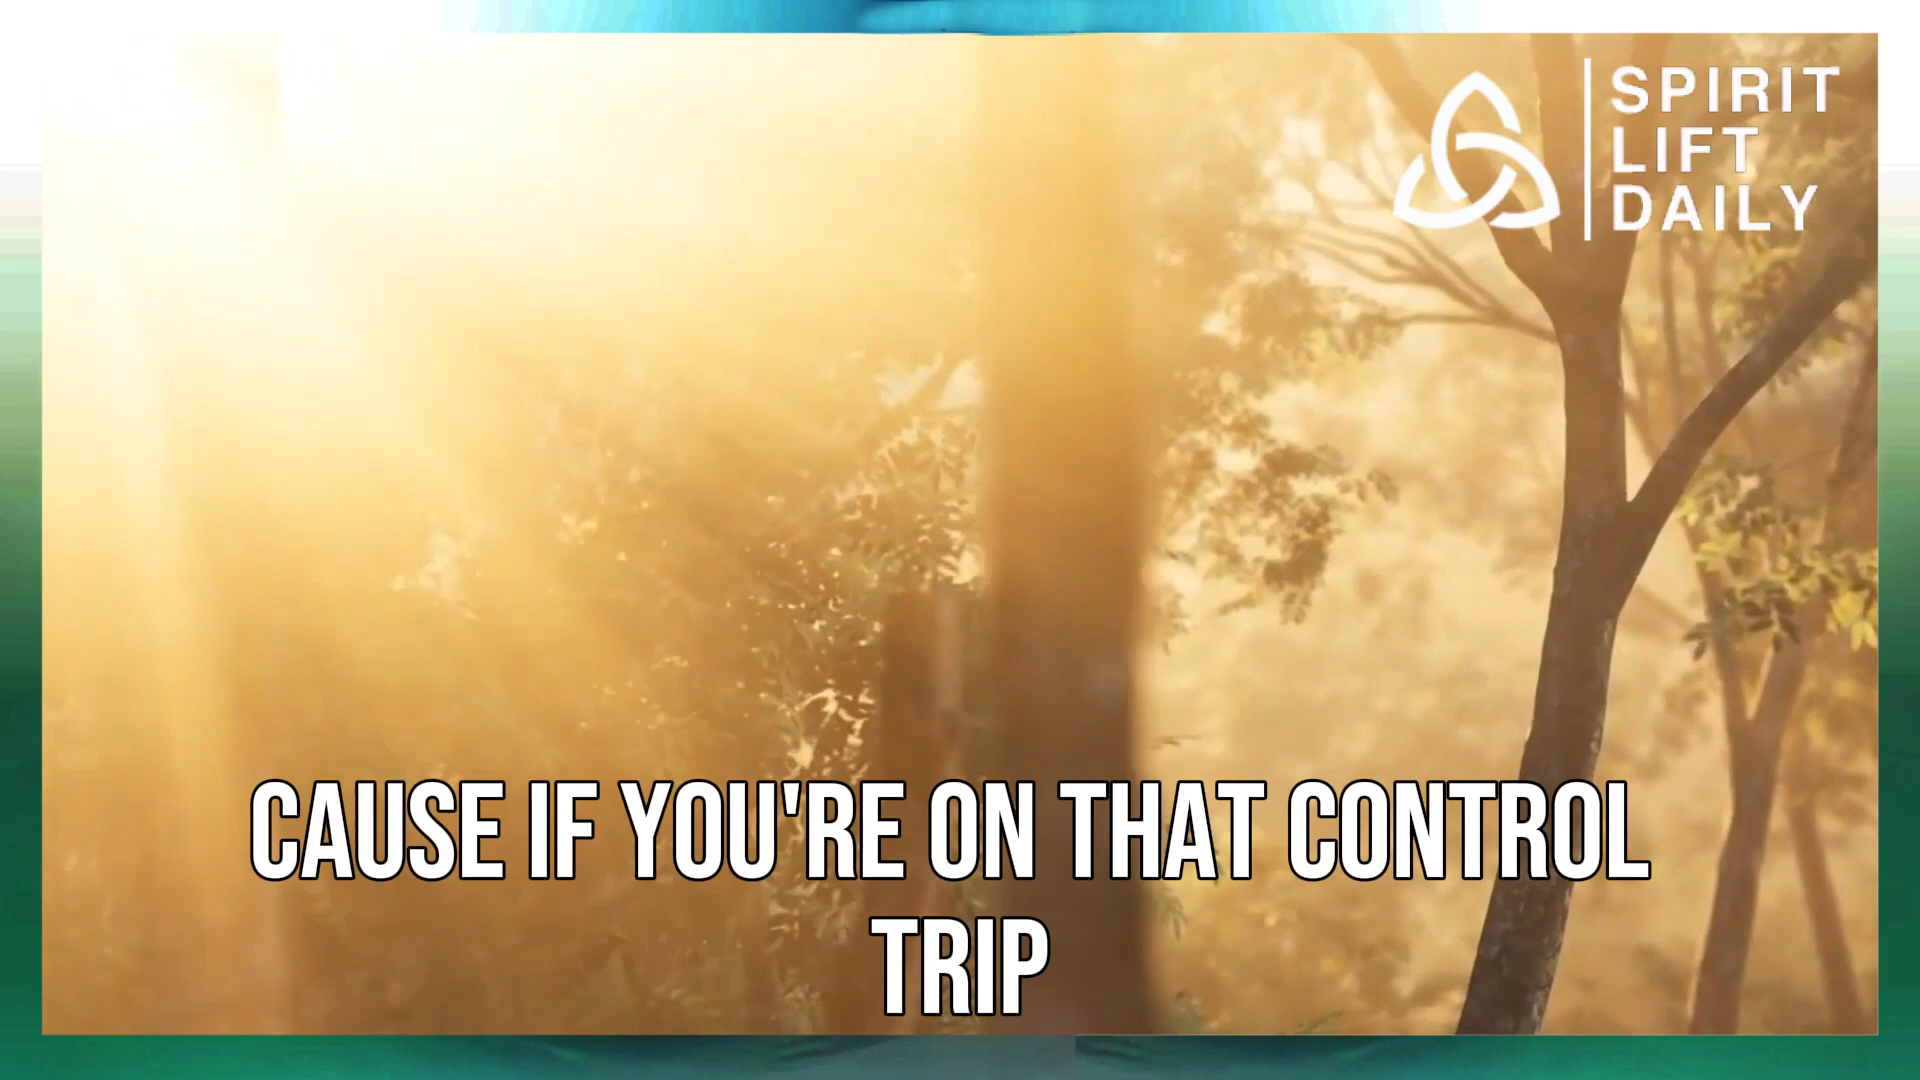 SPIRIT
LIFT
DAILY
CAUSE IF YOU'RE ON THAT CONTROL
TRIP